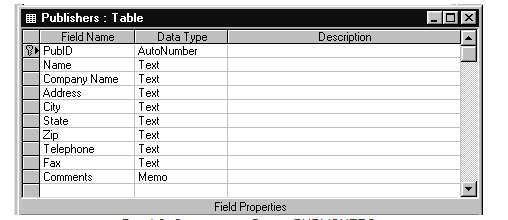 Publishers : Table
Field Name Data Type Description
PubID AutoNumber
Name Text
Company Name Text
Address Text
City Text
State Text
Zip Text
Telephone Text
Fax Text
Comments Memo
Field Properties